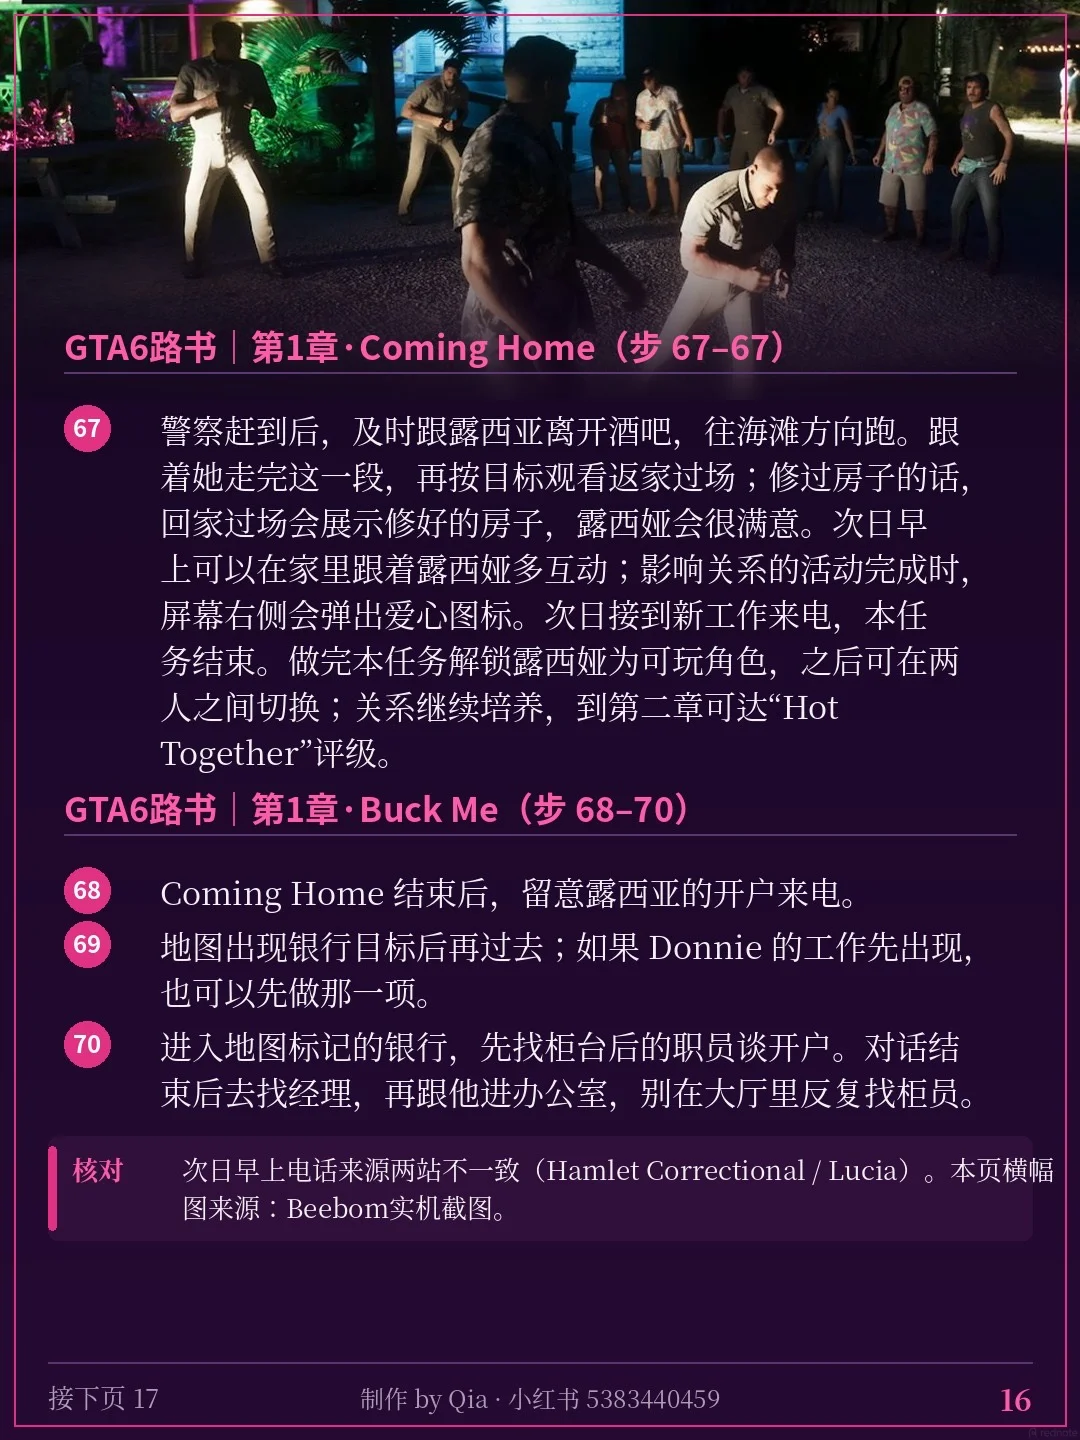 GTA6路书｜第1章·Coming Home（步 67–67）
67
警察赶到后，及时跟露西亚离开酒吧，往海滩方向跑。跟
着她走完这一段，再按目标观看返家过场；修过房子的话，
回家过场会展示修好的房子，露西娅会很满意。次日早
上可以在家里跟着露西娅多互动；影响关系的活动完成时，
屏幕右侧会弹出爱心图标。次日接到新工作来电，本任
务结束。做完本任务解锁露西娅为可玩角色，之后可在两
人之间切换；关系继续培养，到第二章可达“Hot
Together”评级。
GTA6路书｜第1章·Buck Me（步 68–70）
68
Coming Home 结束后，留意露西亚的开户来电。
69
地图出现银行目标后再过去；如果 Donnie 的工作先出现，
也可以先做那一项。
70
进入地图标记的银行，先找柜台后的职员谈开户。对话结
束后去找经理，再跟他进办公室，别在大厅里反复找柜员。
核对
次日早上电话来源两站不一致（Hamlet Correctional / Lucia）。本页横幅
图来源：Beebom实机截图。
接下页 17
制作 by Qia · 小红书 5383440459
16
rednote